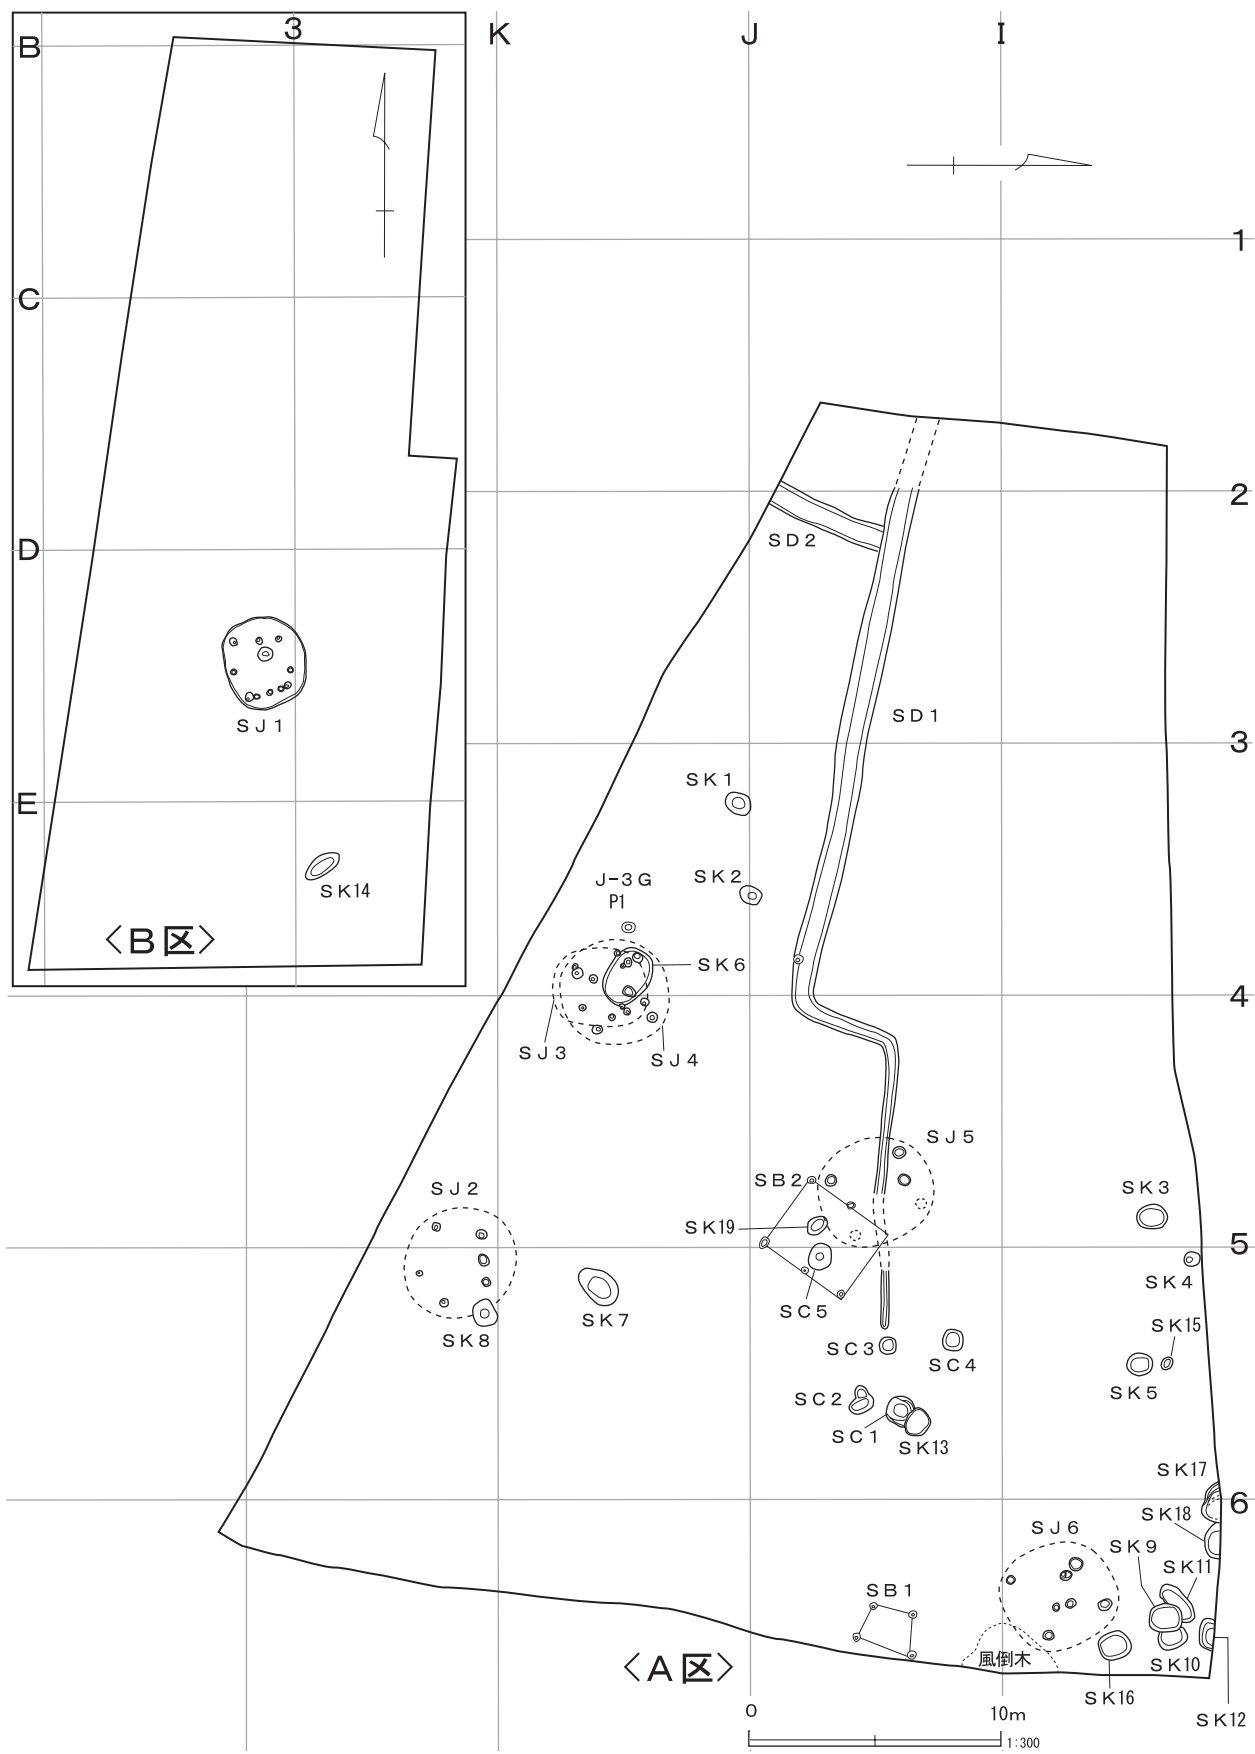 3
B
C
D
E
SJ1
SK14
〈B区〉
K
J
I
1
2
3
4
5
6
SD2
SD1
SK1
SK2
J-3G
P1
SK6
SJ3
SJ4
SJ5
SB2
SK19
SC5
SJ2
SK8
SK7
SK3
SK4
SK15
SK5
SC3
SC4
SC2
SC1
SK13
SK17
SK18
SJ6
SK9
SK11
SB1
風倒木
SK10
SK16
SK12
〈A区〉
0
10m
1:300